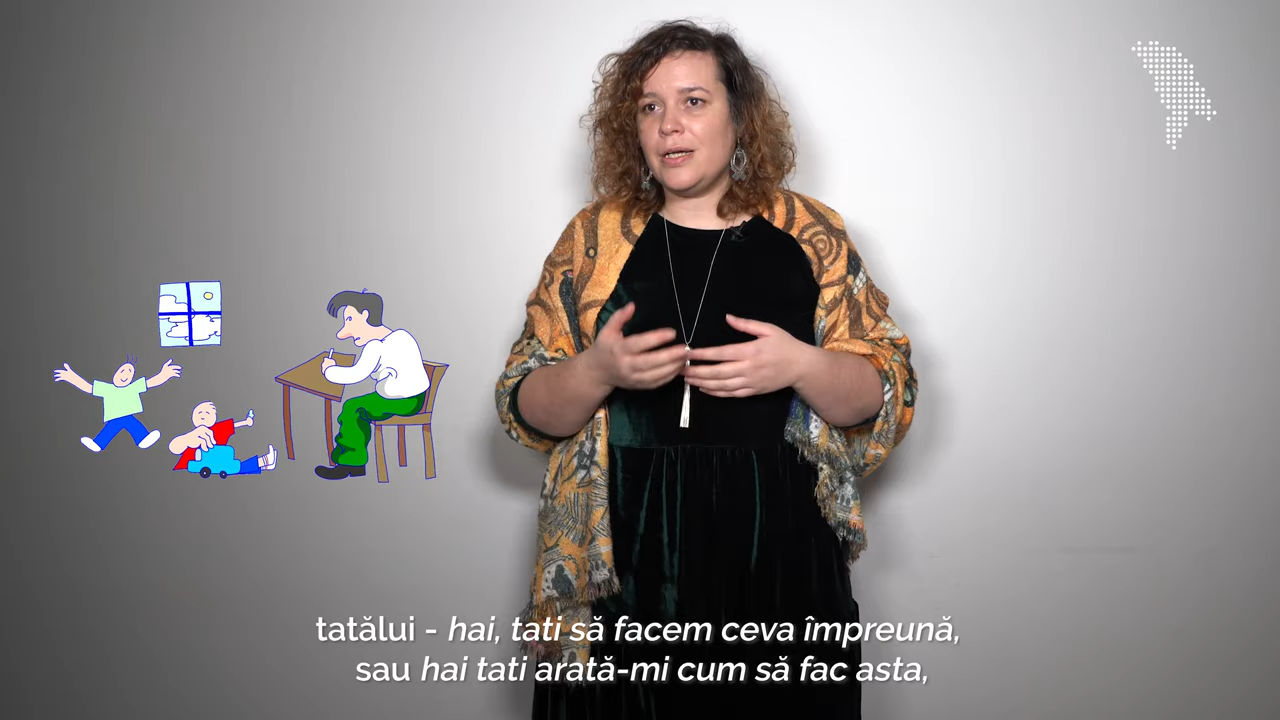 tatălui - hai, tati să facem ceva împreună,
sau hai tati arată-mi cum să fac asta,